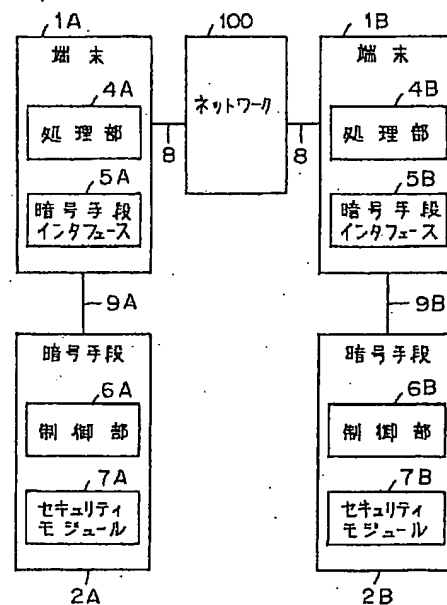 1A
100
1B
端末
ネットワーク
端末
4A
処理部
5A
暗号手段
インタフェース
8
8
4B
処理部
5B
暗号手段
インタフェース
9A
9B
暗号手段
6A
制御部
7A
セキュリティ
モジュール
2A
暗号手段
6B
制御部
7B
セキュリティ
モジュール
2B